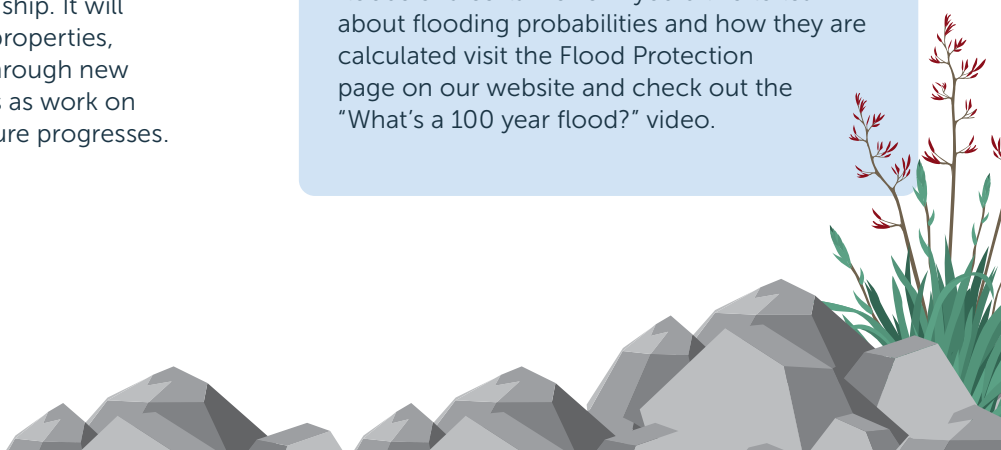 ship. It will
properties,
through new
s as work on
ure progresses.
about flooding probabilities and how they are
calculated visit the Flood Protection
page on our website and check out the
“What’s a 100 year flood?” video.